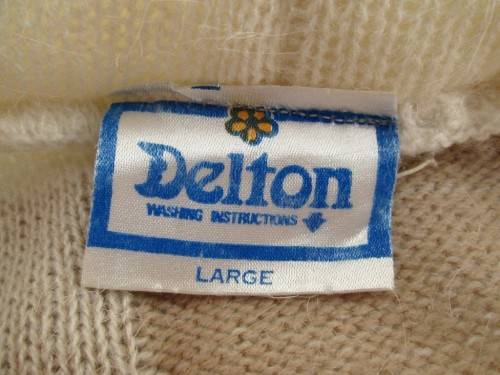 Delton
WASHING INSTRUCTIONS
LARGE